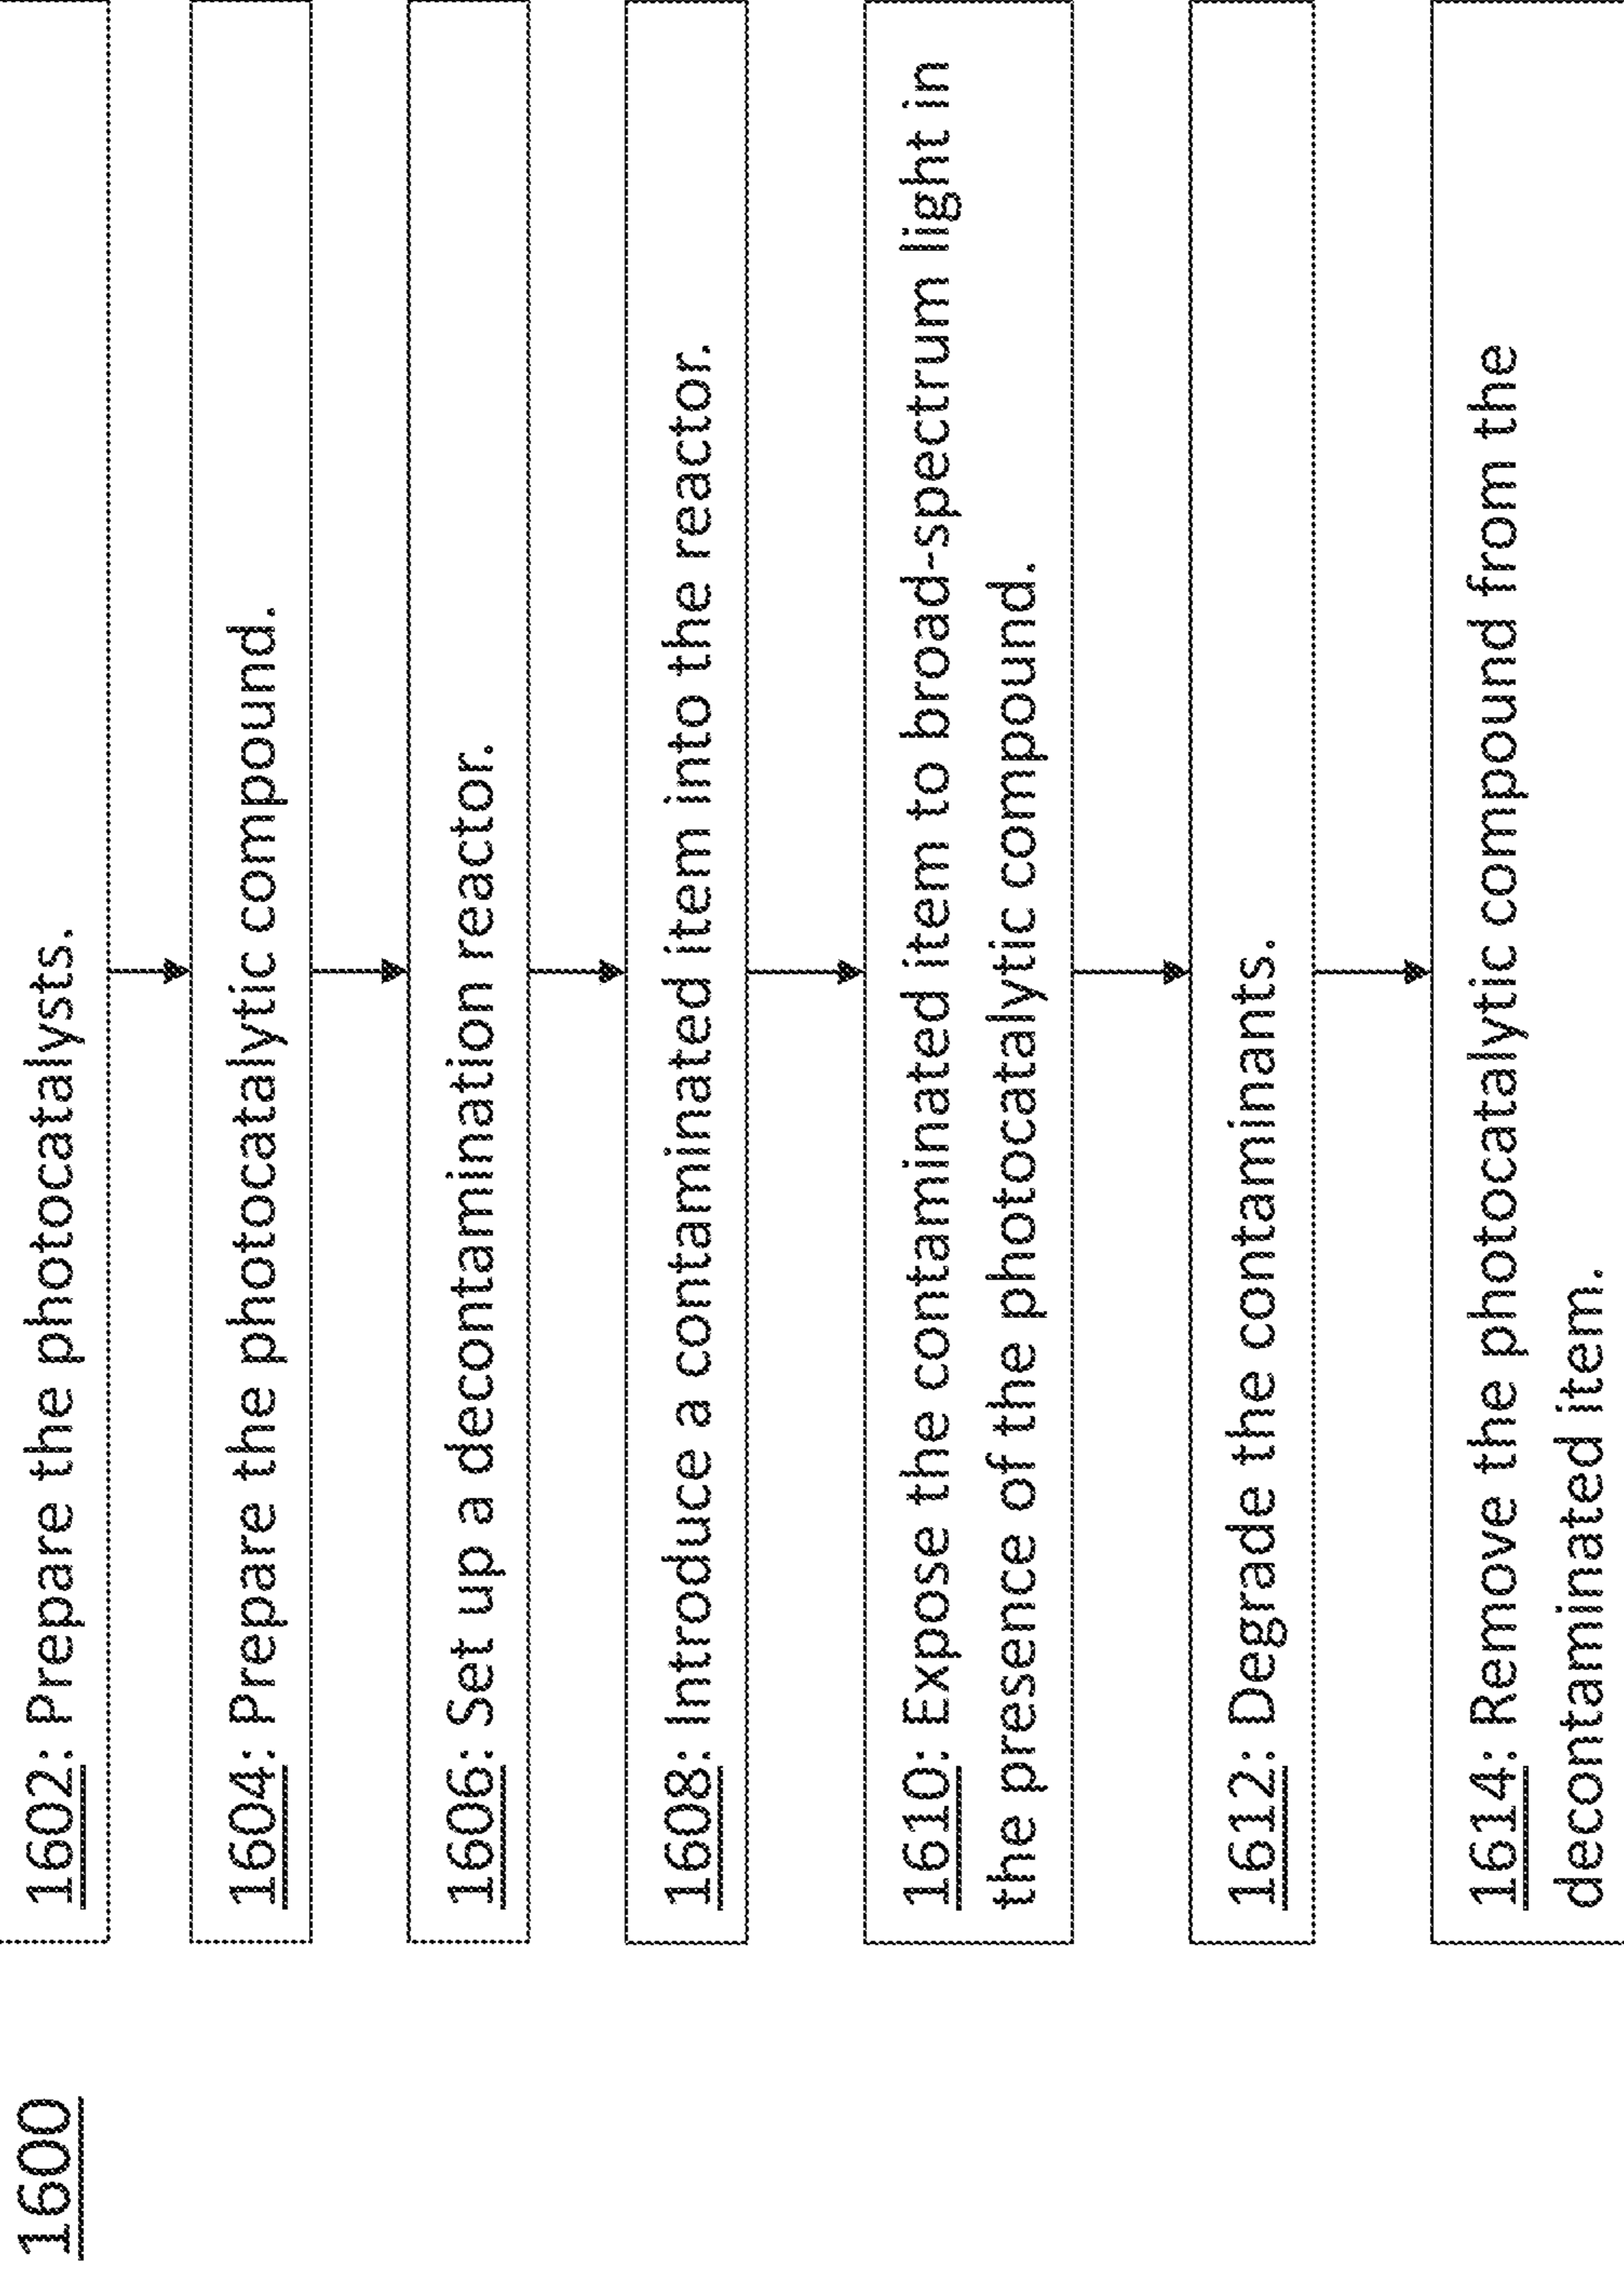 1600
1602: Prepare the photocatalysts.
1604: Prepare the photocatalytic compound.
1606: Set up a decontamination reactor.
1608: Introduce a contaminated item into the reactor.
1610: Expose the contaminated item to broad-spectrum light in
the presence of the photocatalytic compound.
1612: Degrade the contaminants.
1614: Remove the photocatalytic compound from the
decontaminated item.